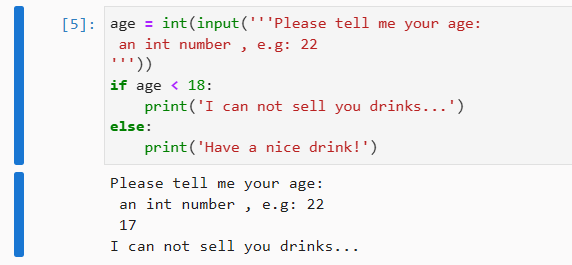 [5]: age = int(input('''Please tell me your age:
 an int number , e.g: 22
'''))
if age < 18:
    print('I can not sell you drinks...')
else:
    print('Have a nice drink!')
Please tell me your age:
 an int number , e.g: 22
 17
I can not sell you drinks...